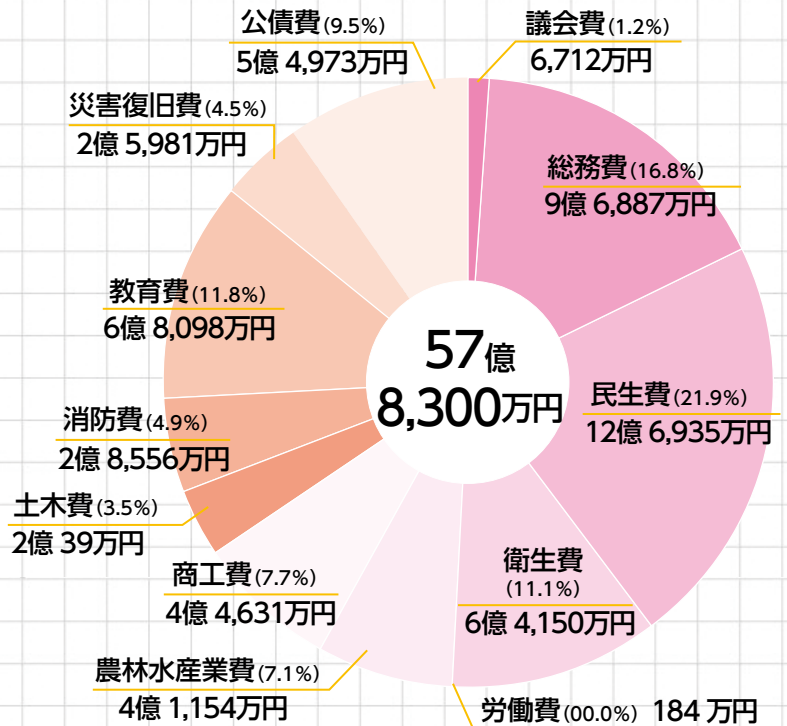 議会費(1.2%)
6,712万円
総務費(16.8%)
9億 6,887万円
民生費(21.9%)
12億 6,935万円
衛生費
(11.1%)
6億 4,150万円
労働費(00.0%) 184 万円
農林水産業費(7.1%)
4億 1,154万円
商工費(7.7%)
4億 4,631万円
土木費(3.5%)
2億 39万円
消防費(4.9%)
2億 8,556万円
教育費(11.8%)
6億 8,098万円
災害復旧費(4.5%)
2億 5,981万円
公債費(9.5%)
5億 4,973万円
57億
8,300万円